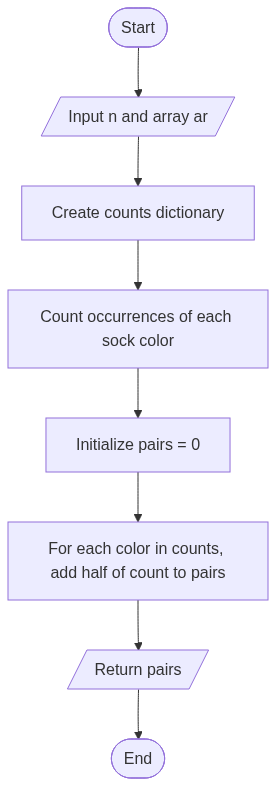 Start
Input n and array ar
Create counts dictionary
Count occurrences of each
sock color
Initialize pairs = 0
For each color in counts,
add half of count to pairs
Return pairs
End